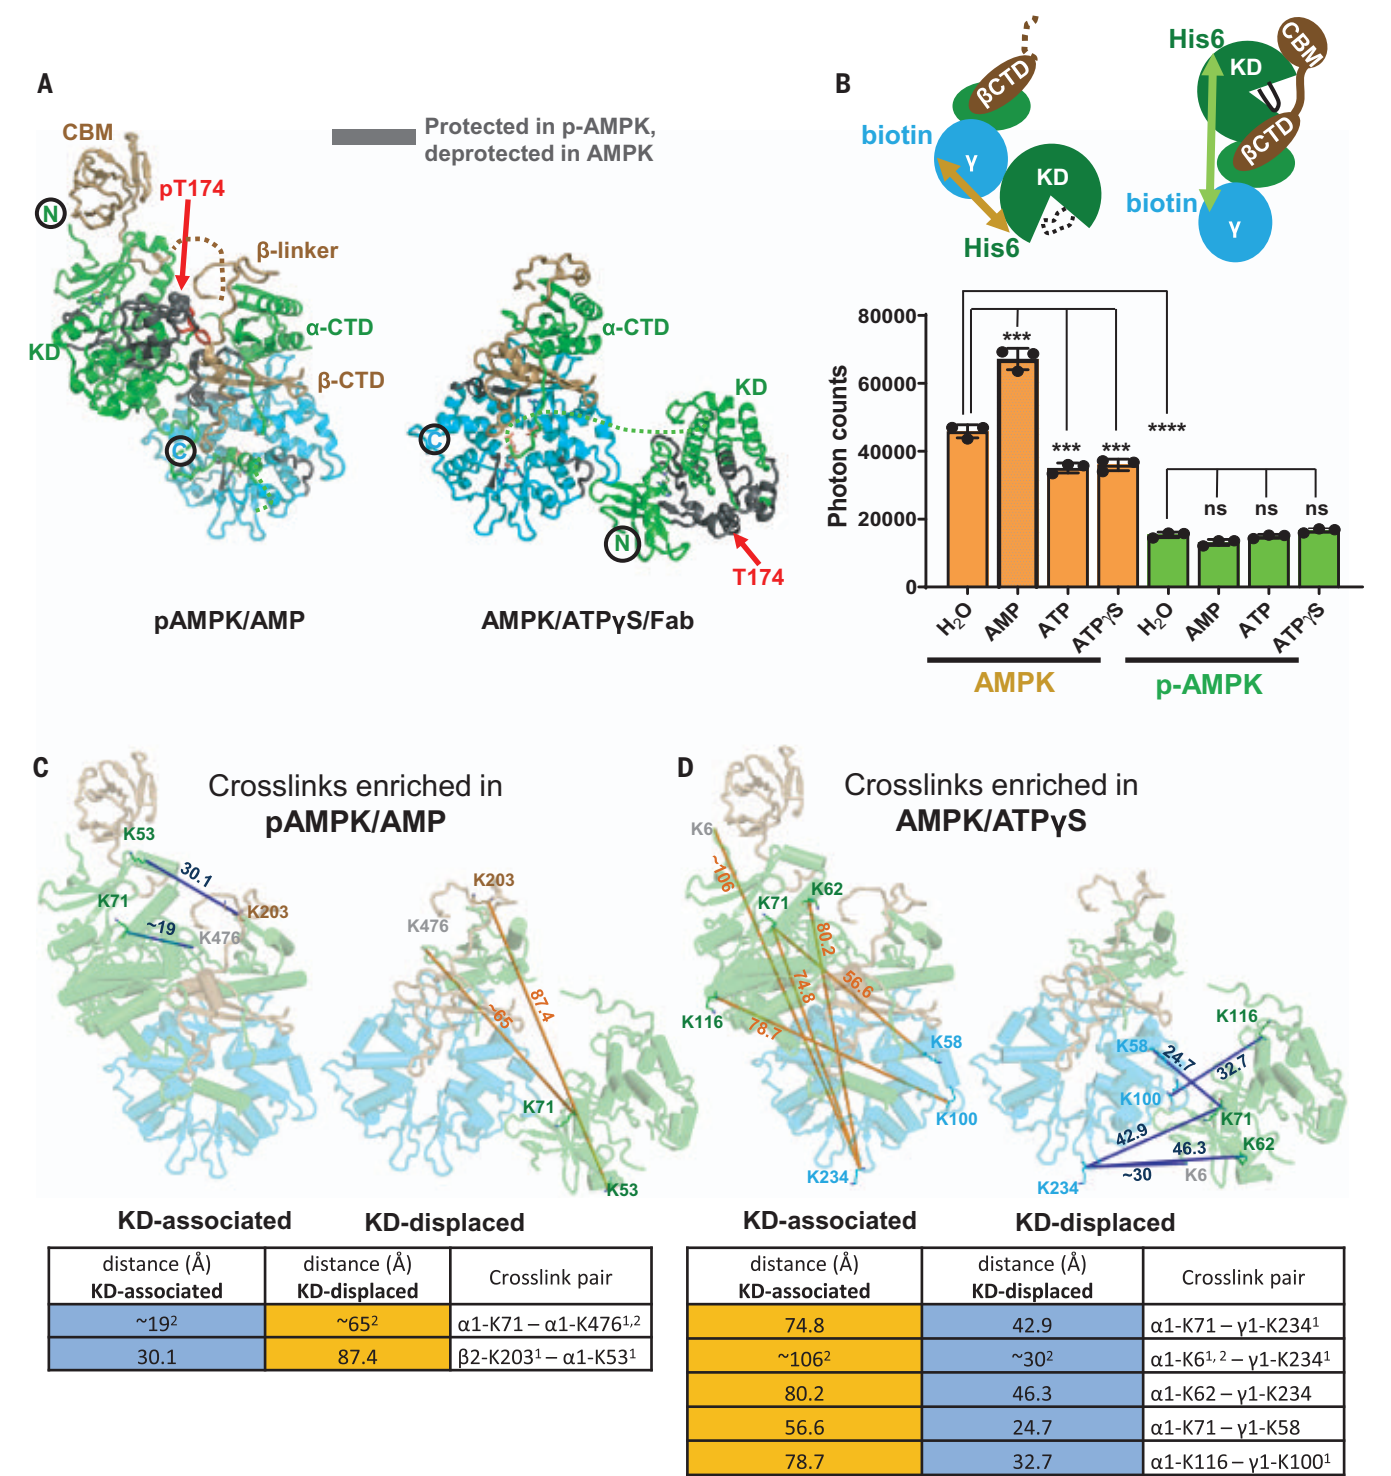 A
CBM
Protected in p-AMPK,
deprotected in AMPK
pT174
N
β-linker
α-CTD
KD
β-CTD
C
α-CTD
KD
C
N
T174
pAMPK/AMP
AMPK/ATPγS/Fab
B
βCTD
biotin
γ
KD
His6
His6
KD
CBM
βCTD
biotin
γ
Photon counts
80000
60000
40000
20000
0
***
***
***
****
ns
ns
ns
H2O
AMP
ATP
ATPγS
H2O
AMP
ATP
ATPγS
AMPK
p-AMPK
C
Crosslinks enriched in
pAMPK/AMP
K53
30.1
K71
K203
~19
K476
K203
K476
87.4
~65
K71
K53
KD-associated
KD-displaced
distance (Å) KD-associated
distance (Å) KD-displaced
Crosslink pair
~19² ~65² α1-K71 – α1-K476¹,²
30.1 87.4 β2-K203¹ – α1-K53¹
D
Crosslinks enriched in
AMPK/ATPγS
K6
~106
K62
K71
80.2
74.8
56.6
K116
78.7
K58
K100
K234
K116
K58
24.7
32.7
K100
K71
42.9
46.3
K62
~30
K6
K234
KD-associated
KD-displaced
distance (Å) KD-associated
distance (Å) KD-displaced
Crosslink pair
74.8 42.9 α1-K71 – γ1-K234¹
~106² ~30² α1-K6¹,² – γ1-K234¹
80.2 46.3 α1-K62 – γ1-K234
56.6 24.7 α1-K71 – γ1-K58
78.7 32.7 α1-K116 – γ1-K100¹